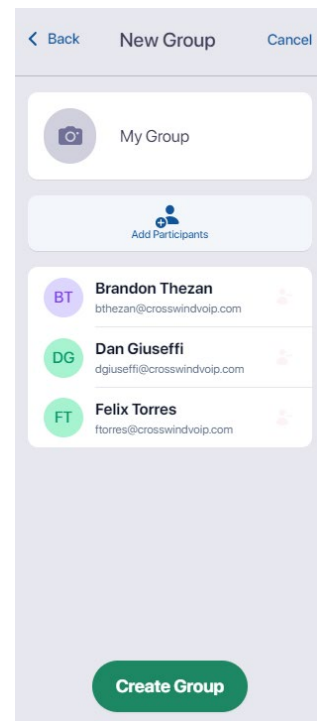 Back
New Group
Cancel
My Group
Add Participants
BT
Brandon Thezan
bthezan@crosswindvoip.com
DG
Dan Giuseffi
dgiuseffi@crosswindvoip.com
FT
Felix Torres
ftorres@crosswindvoip.com
Create Group